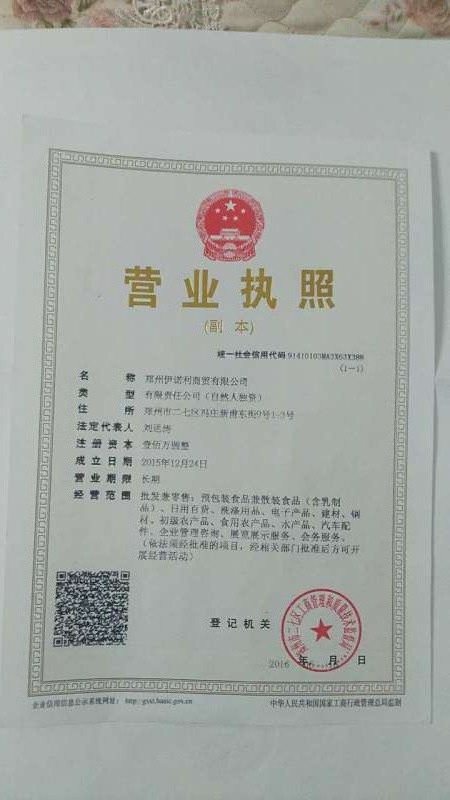 营业执照
(副 本)
统一社会信用代码 91410103MA3X63X388
(1-1)
名称 郑州伊诺利商贸有限公司
类型 有限责任公司（自然人独资）
住所 郑州市二七区冯庄新甫东街9号1-3号
法定代表人 刘远涛
注册资本 壹佰万圆整
成立日期 2015年12月24日
营业期限 长期
经营范围 批发兼零售：预包装食品兼散装食品（含乳制
品）、日用百货、洗涤用品、电子产品、建材、钢
材、初级农产品、食用农产品、水产品、汽车配
件、企业管理咨询、展览展示服务、会务服务。
（依法须经批准的项目，经相关部门批准后方可开
展经营活动）
登记机关
2016 年 月 日
企业信用信息公示系统网址：
中华人民共和国国家工商行政管理总局监制